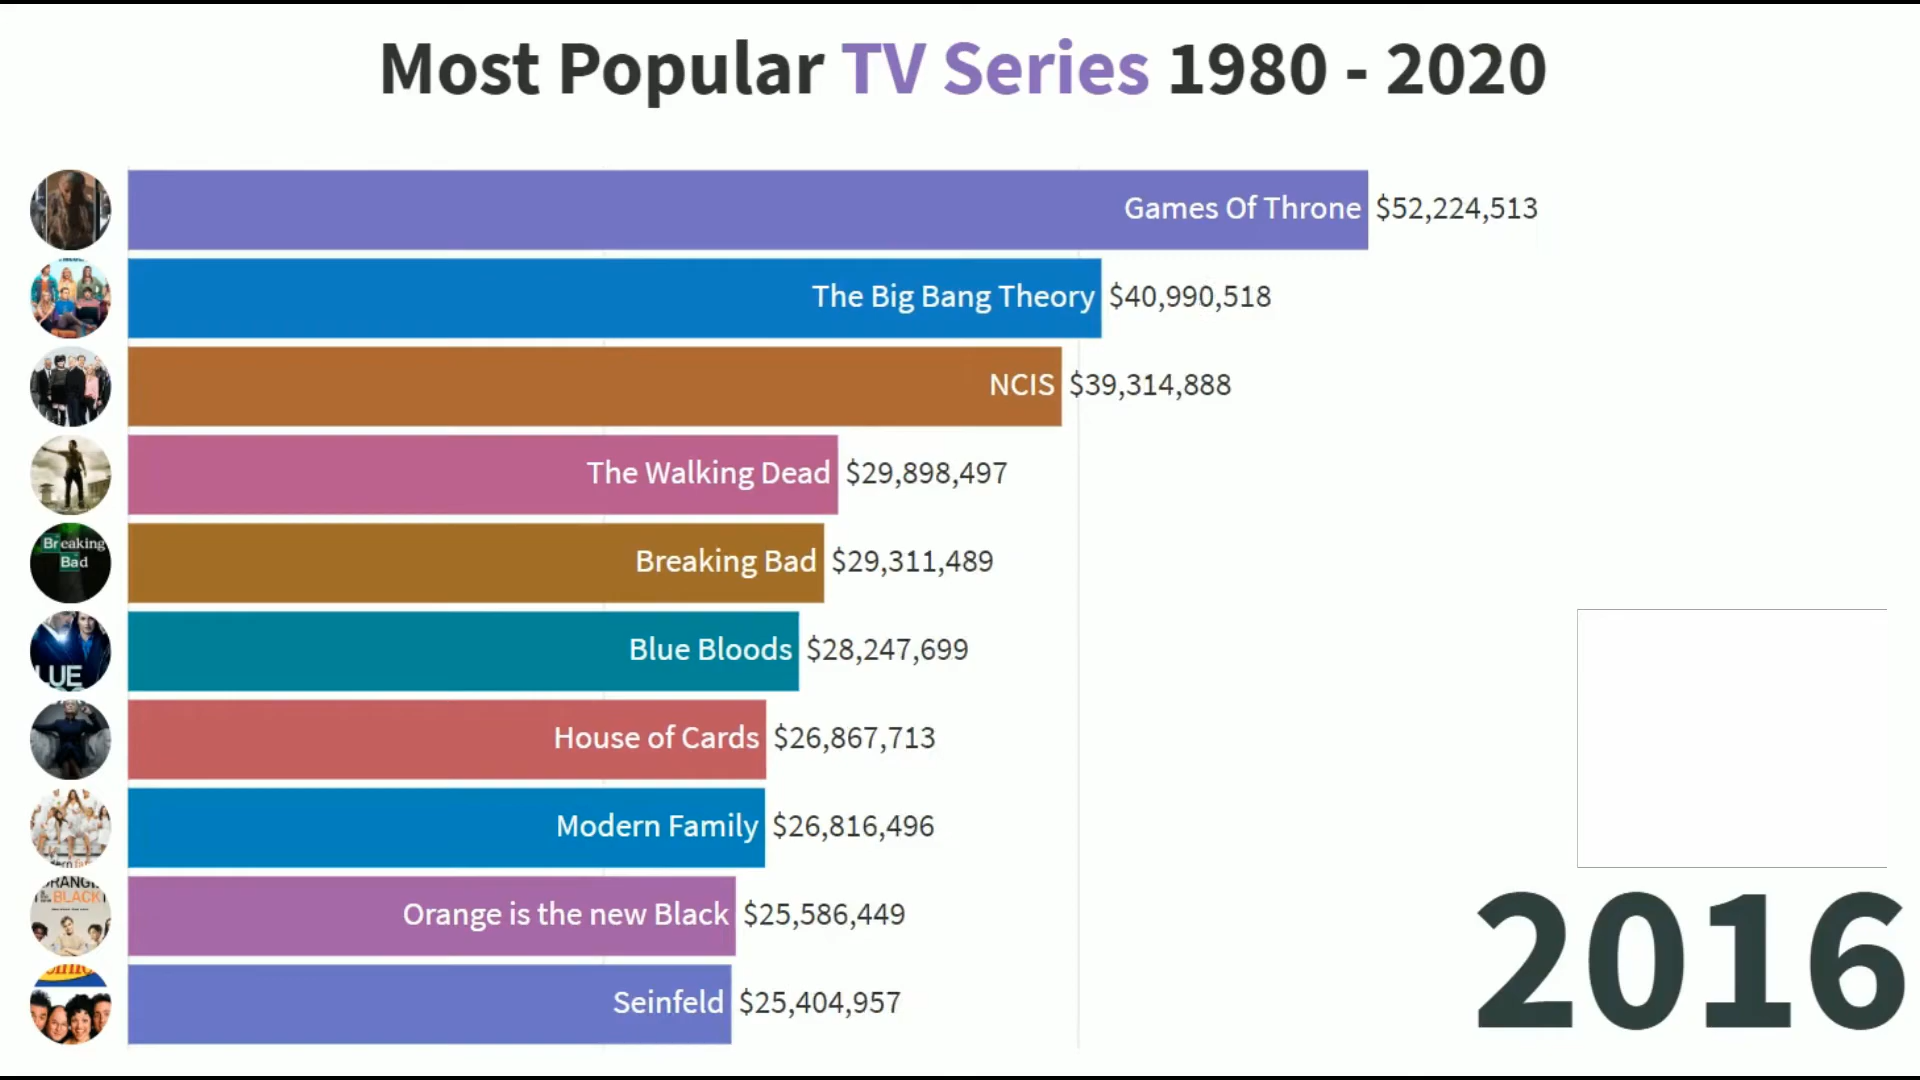 Most Popular TV Series 1980 - 2020
Games Of Throne $52,224,513
The Big Bang Theory $40,990,518
NCIS $39,314,888
The Walking Dead $29,898,497
Breaking Bad
Breaking Bad $29,311,489
LUE
Blue Bloods $28,247,699
House of Cards $26,867,713
Modern Family $26,816,496
BLACK
Orange is the new Black $25,586,449
Seinfeld $25,404,957
2016